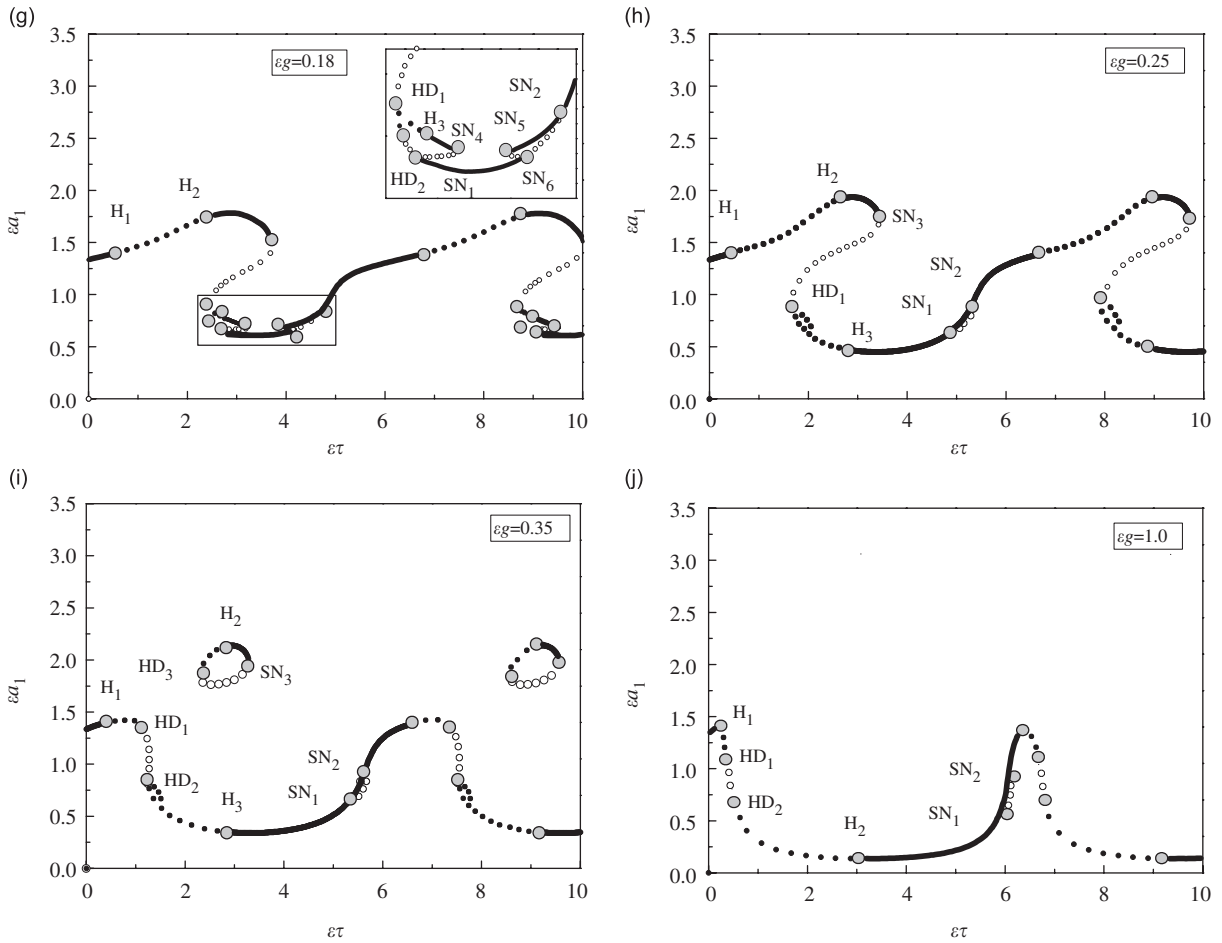 (g)
εg=0.18
3.5
3.0
2.5
2.0
1.5
1.0
0.5
0.0
εa1
H1
H2
HD1
H3
SN4
SN5
SN2
HD2
SN1
SN6
0
2
4
6
8
10
ετ
(h)
εg=0.25
3.5
3.0
2.5
2.0
1.5
1.0
0.5
0.0
εa1
H1
H2
SN3
SN2
HD1
SN1
H3
0
2
4
6
8
10
ετ
(i)
εg=0.35
3.5
3.0
2.5
2.0
1.5
1.0
0.5
0.0
εa1
H2
HD3
SN3
H1
HD1
SN2
HD2
SN1
H3
0
2
4
6
8
10
ετ
(j)
εg=1.0
3.5
3.0
2.5
2.0
1.5
1.0
0.5
0.0
εa1
H1
HD1
SN2
HD2
SN1
H2
0
2
4
6
8
10
ετ